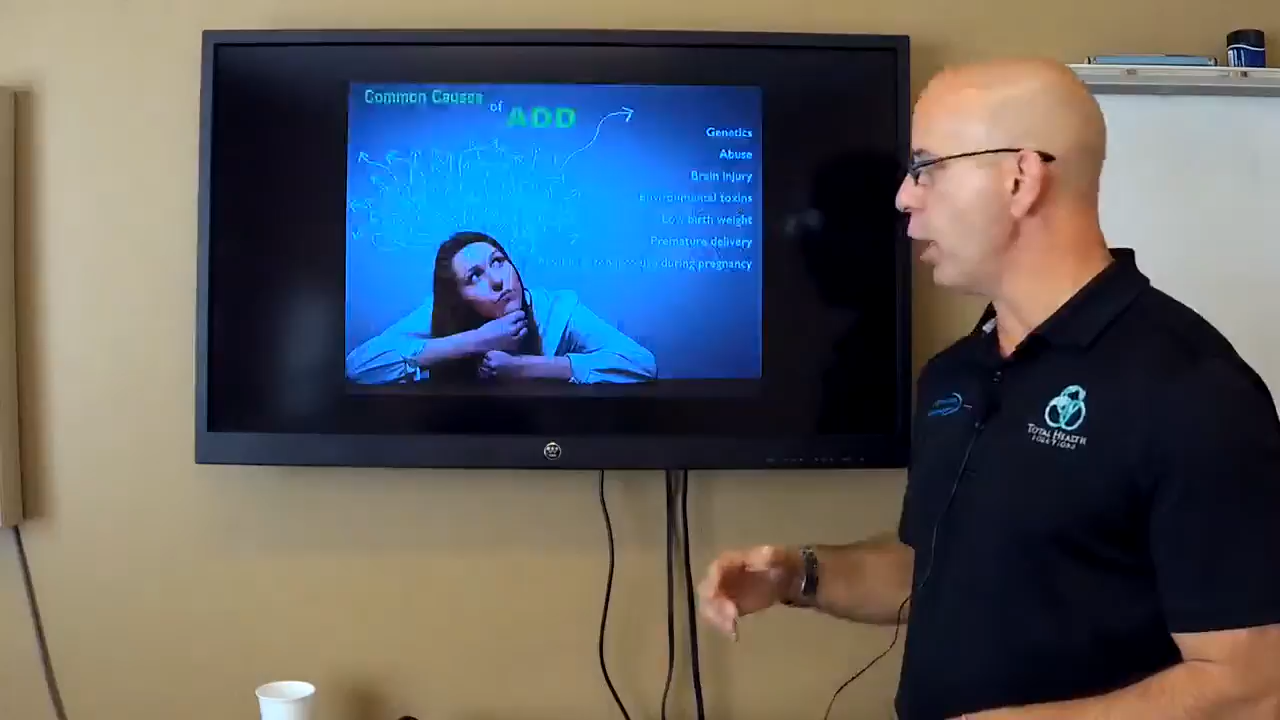 Common Causes
of
ADD
Genetics
Abuse
Brain injury
Environmental toxins
Low birth weight
Premature delivery
during pregnancy
TOTAL HEALTH
SOLUTIONS